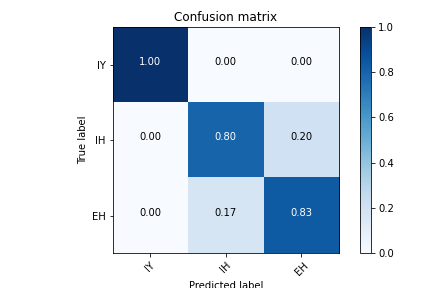 Confusion matrix
1.0
IY 1.00 0.00 0.00
0.8
True label
IH 0.00 0.80 0.20
0.6
0.4
EH 0.00 0.17 0.83
0.2
0.0
IY IH EH
Predicted label